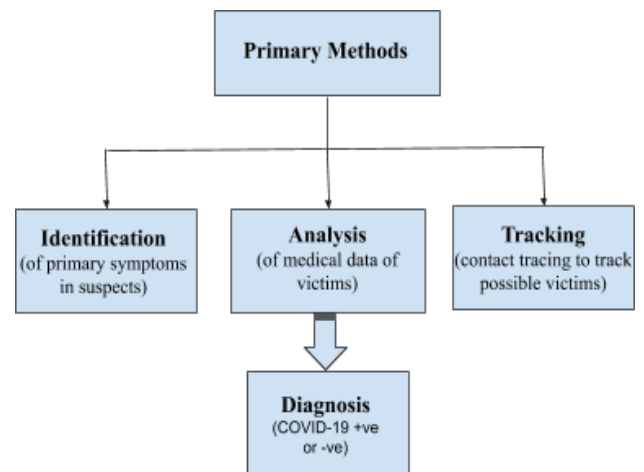 Primary Methods
Identification
(of primary symptoms
in suspects)
Analysis
(of medical data of
victims)
Tracking
(contact tracing to track
possible victims)
Diagnosis
(COVID-19 +ve
or -ve)